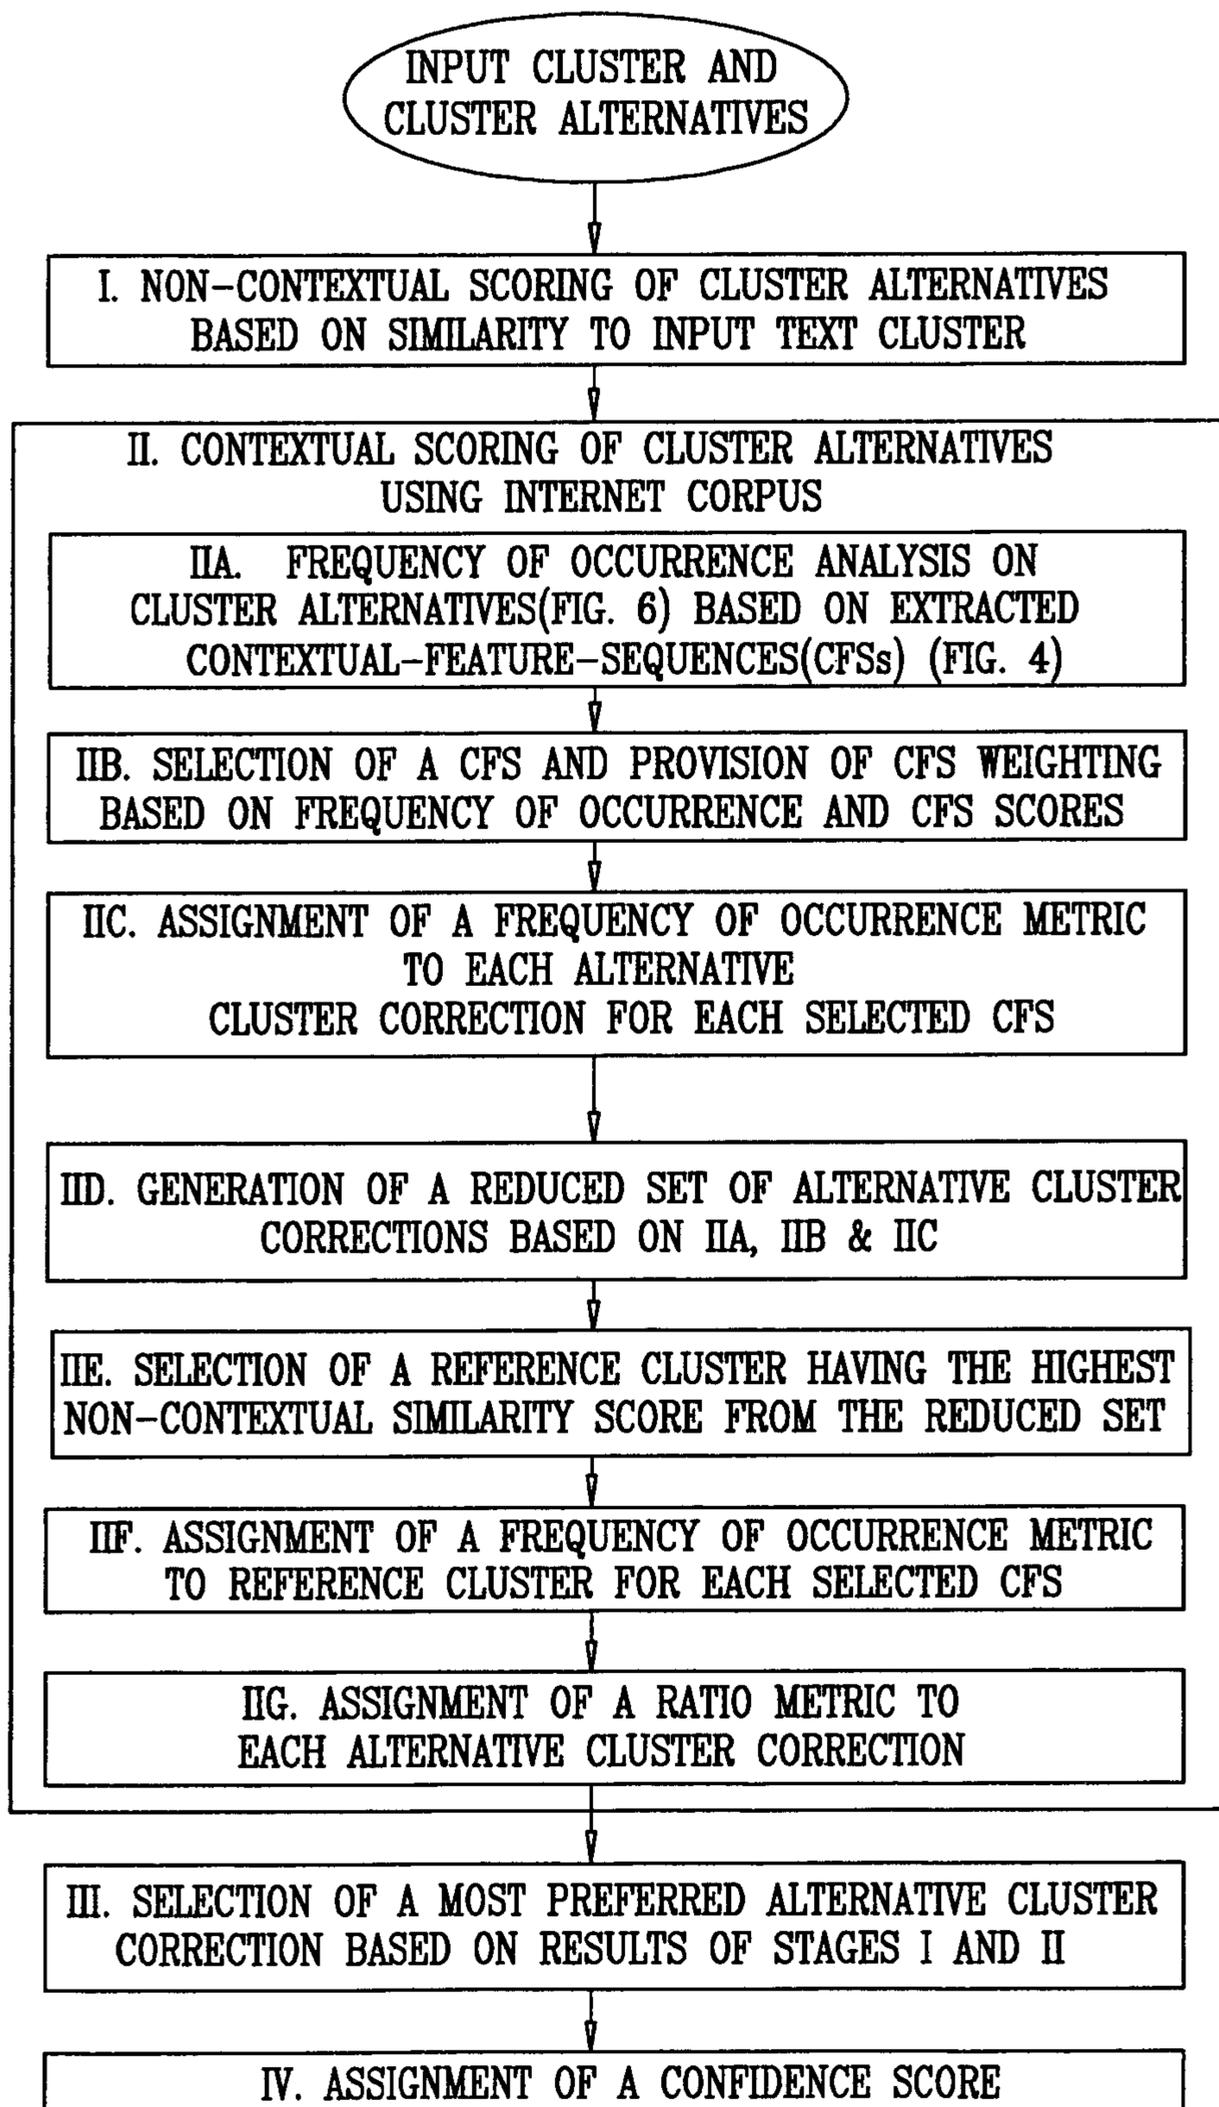 INPUT CLUSTER AND
CLUSTER ALTERNATIVES
I. NON-CONTEXTUAL SCORING OF CLUSTER ALTERNATIVES
BASED ON SIMILARITY TO INPUT TEXT CLUSTER
II. CONTEXTUAL SCORING OF CLUSTER ALTERNATIVES
USING INTERNET CORPUS
IIA. FREQUENCY OF OCCURRENCE ANALYSIS ON
CLUSTER ALTERNATIVES(FIG. 6) BASED ON EXTRACTED
CONTEXTUAL-FEATURE-SEQUENCES(CFSs) (FIG. 4)
IIB. SELECTION OF A CFS AND PROVISION OF CFS WEIGHTING
BASED ON FREQUENCY OF OCCURRENCE AND CFS SCORES
IIC. ASSIGNMENT OF A FREQUENCY OF OCCURRENCE METRIC
TO EACH ALTERNATIVE
CLUSTER CORRECTION FOR EACH SELECTED CFS
IID. GENERATION OF A REDUCED SET OF ALTERNATIVE CLUSTER
CORRECTIONS BASED ON IIA, IIB & IIC
IIE. SELECTION OF A REFERENCE CLUSTER HAVING THE HIGHEST
NON-CONTEXTUAL SIMILARITY SCORE FROM THE REDUCED SET
IIF. ASSIGNMENT OF A FREQUENCY OF OCCURRENCE METRIC
TO REFERENCE CLUSTER FOR EACH SELECTED CFS
IIG. ASSIGNMENT OF A RATIO METRIC TO
EACH ALTERNATIVE CLUSTER CORRECTION
III. SELECTION OF A MOST PREFERRED ALTERNATIVE CLUSTER
CORRECTION BASED ON RESULTS OF STAGES I AND II
IV. ASSIGNMENT OF A CONFIDENCE SCORE